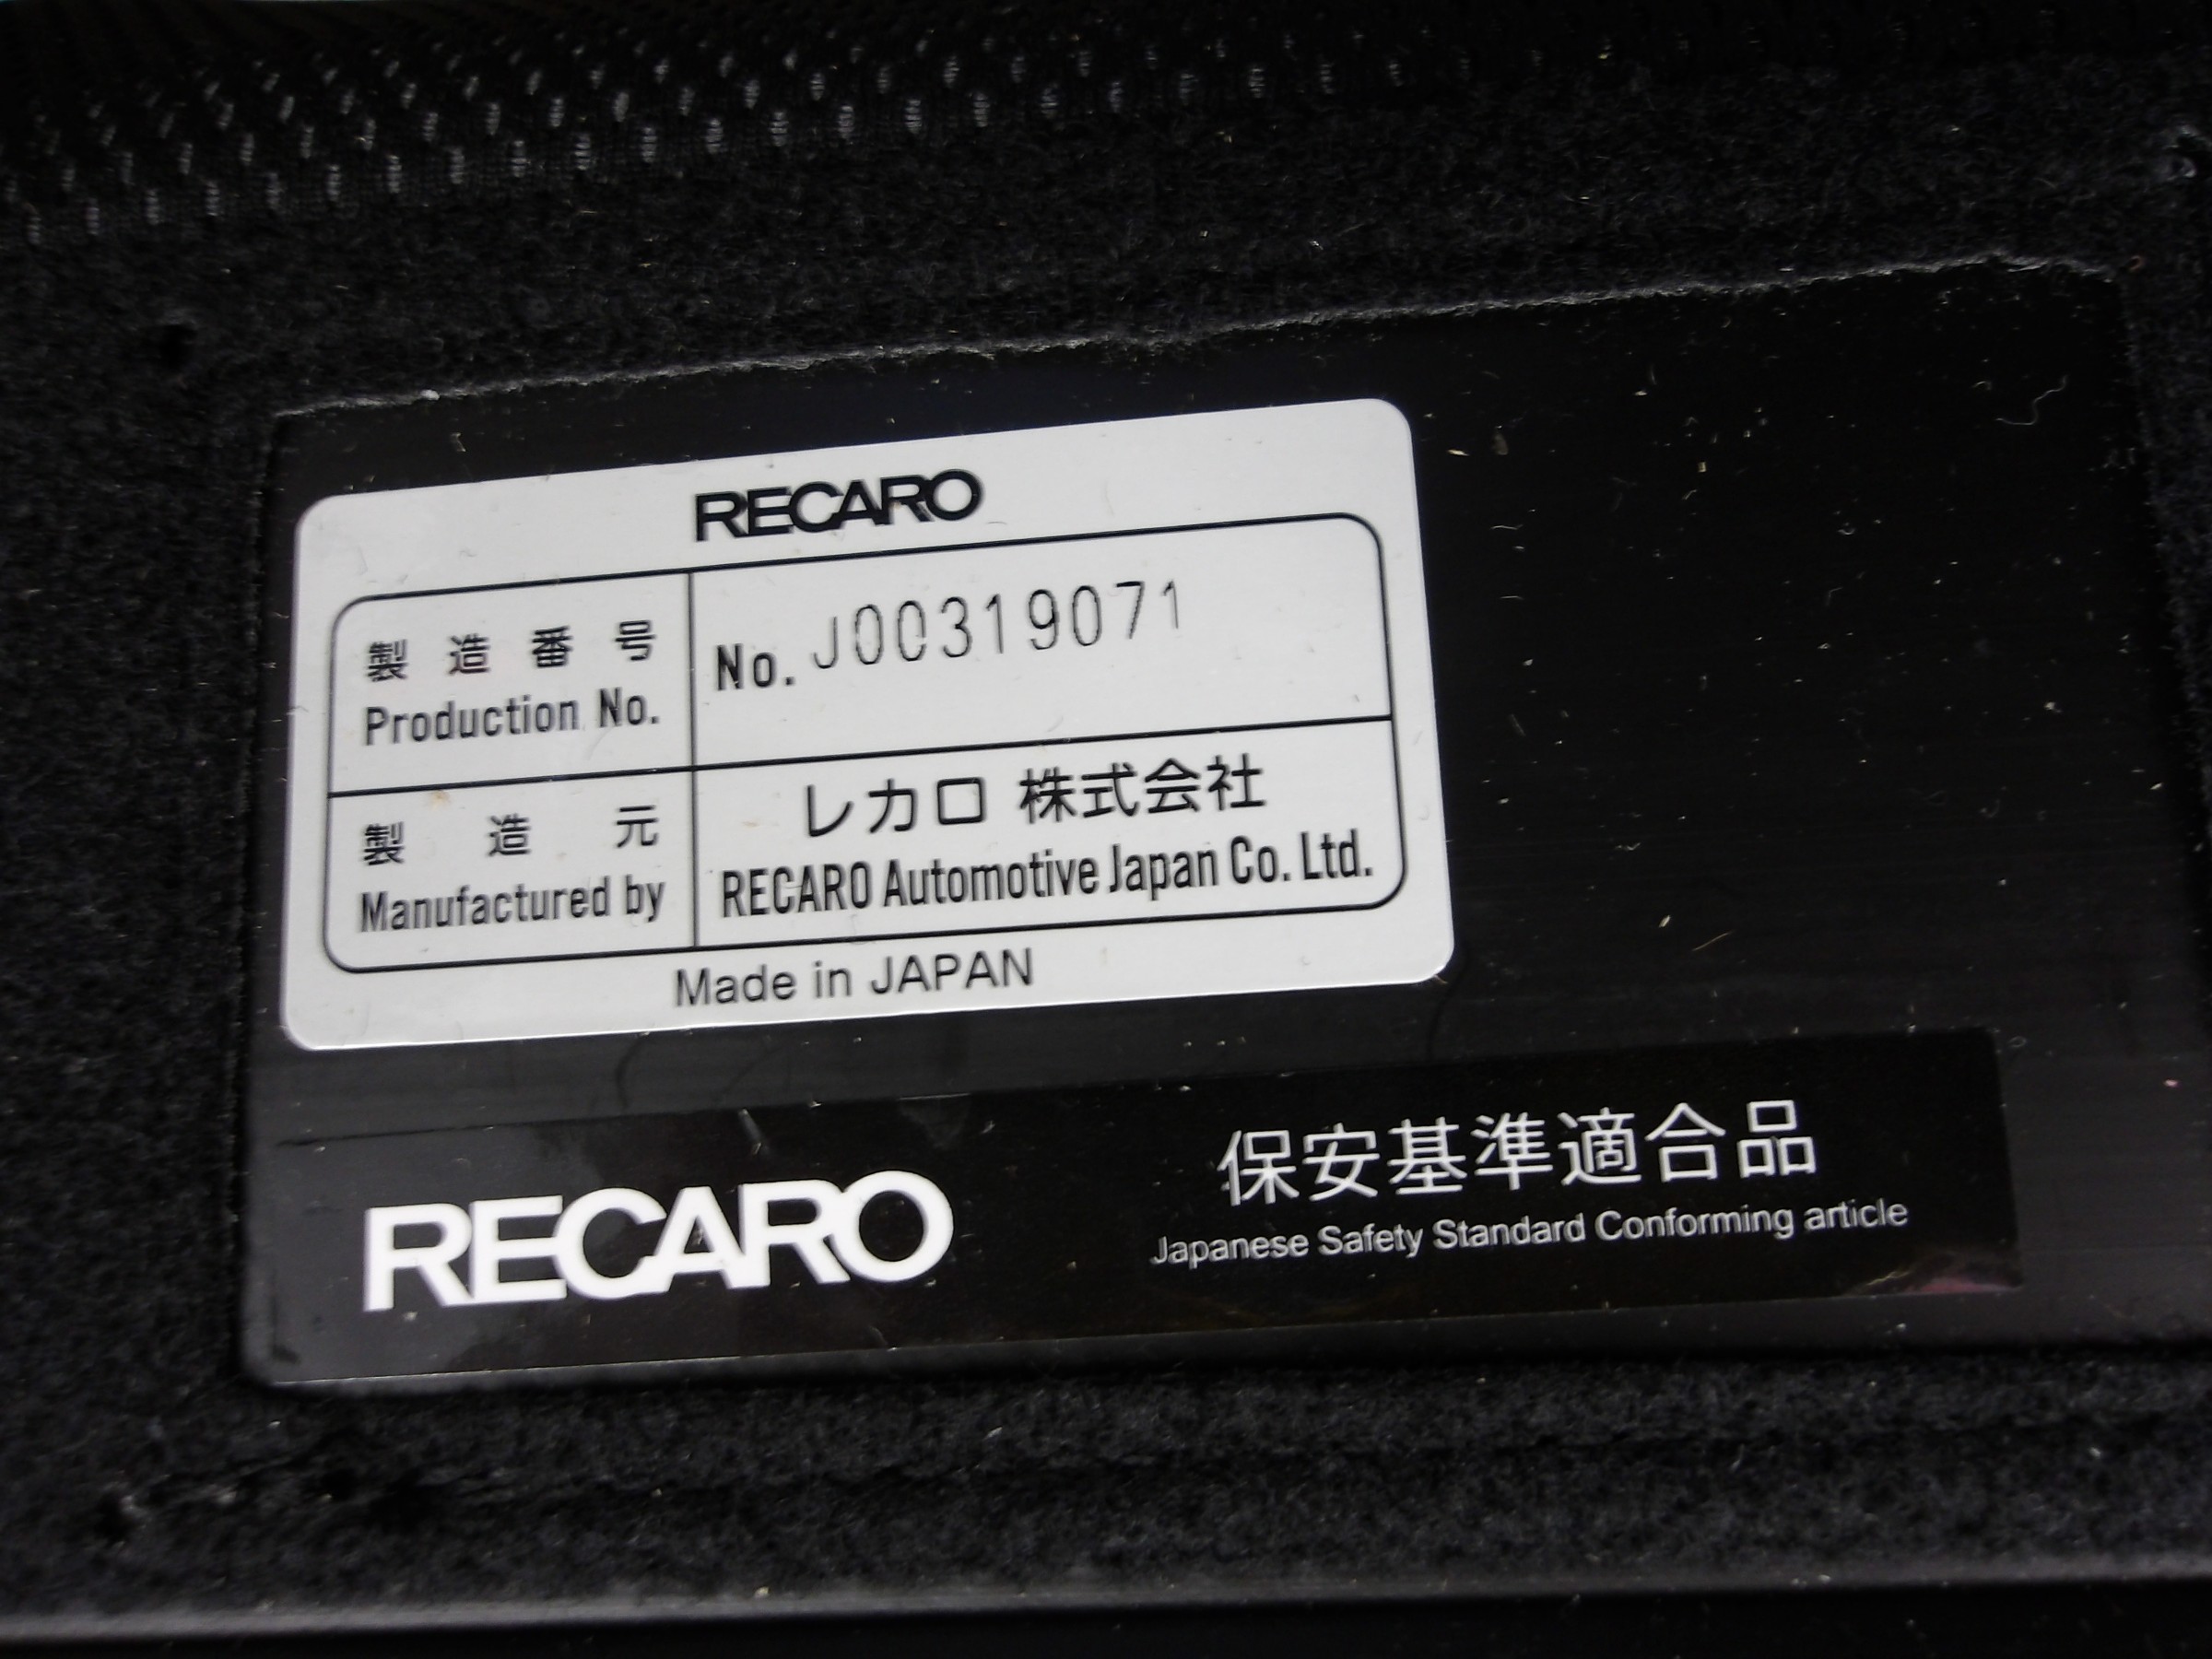 RECARO
製造番号
Production No.
No. J00319071
製造元
Manufactured by
レカロ 株式会社
RECARO Automotive Japan Co. Ltd.
Made in JAPAN
RECARO
保安基準適合品
Japanese Safety Standard Conforming article